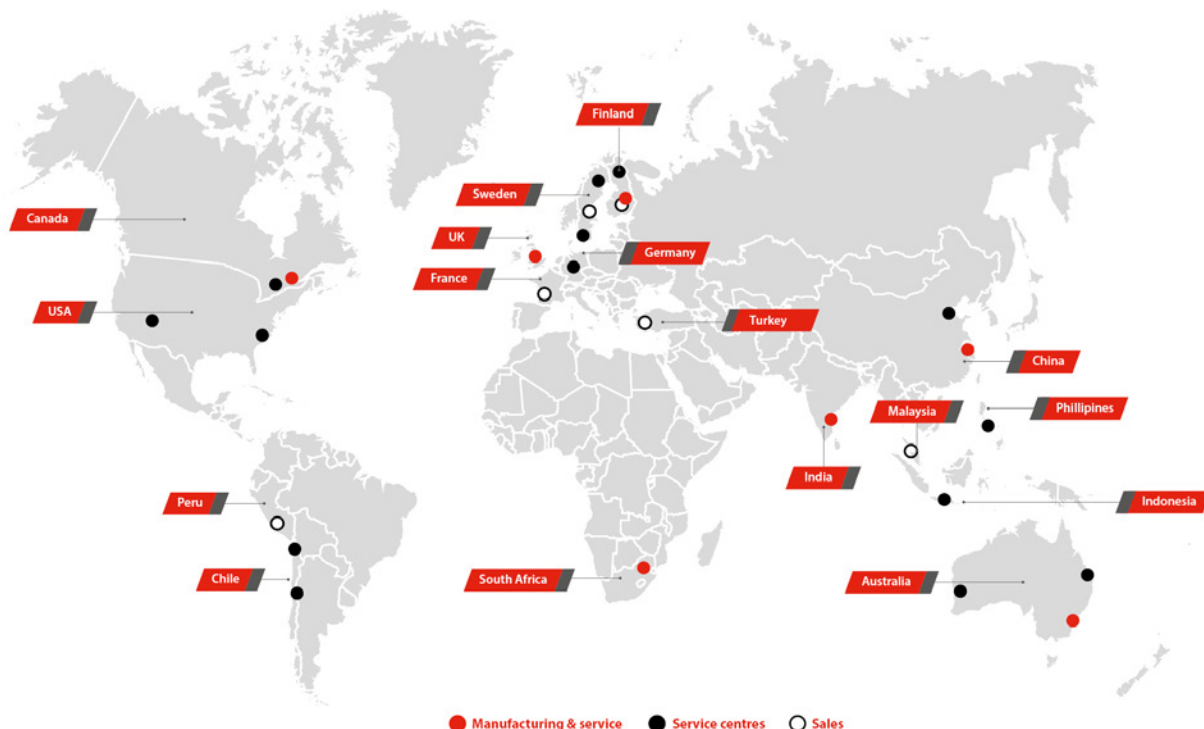 Finland
Sweden
Canada
UK
Germany
France
USA
Turkey
China
Malaysia
Phillipines
India
Peru
Indonesia
Chile
South Africa
Australia
Manufacturing & service
Service centres
Sales